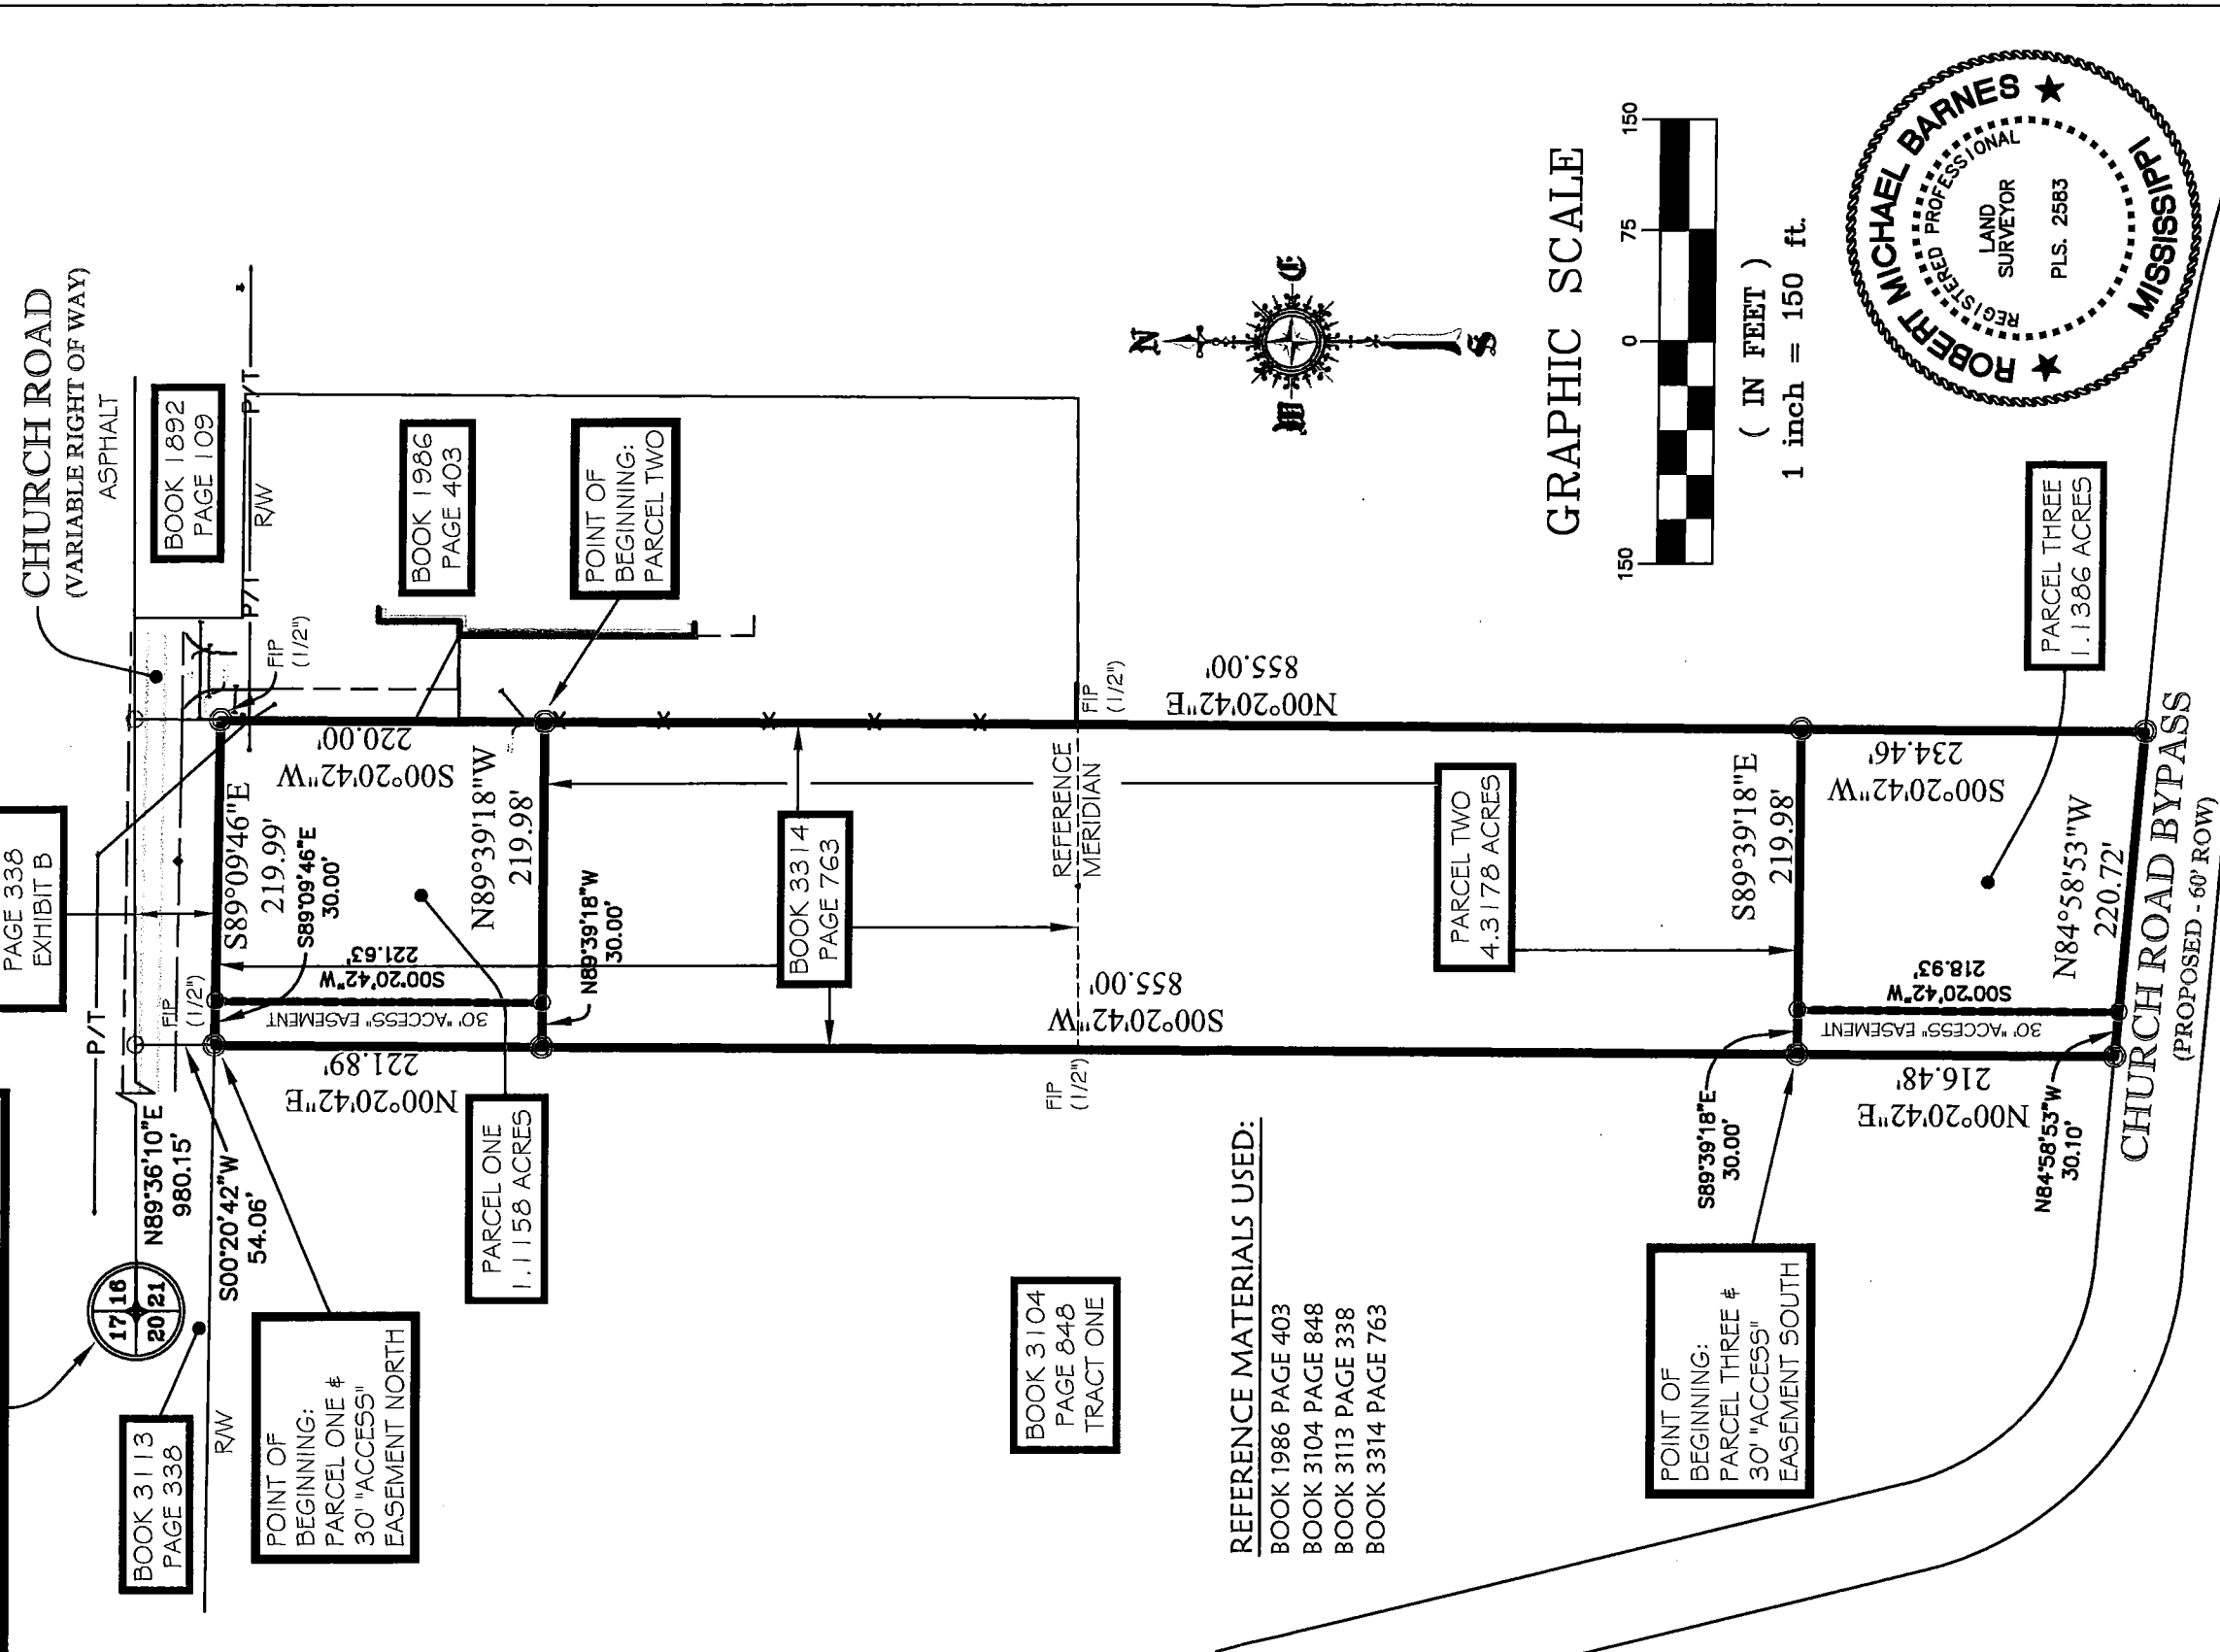 PAGE 338
EXHIBIT B
CHURCH ROAD
(VARIABLE RIGHT OF WAY)
ASPHALT
BOOK 1892
PAGE 109
P/T
P/T
P/T
R/W
FIP
(1/2")
FIP
(1/2")
17 16
20 21
N89°36'10"E
980.15'
S00°20'42"W
54.06'
BOOK 3113
PAGE 338
R/W
POINT OF
BEGINNING:
PARCEL ONE &
30' "ACCESS"
EASEMENT NORTH
S89°09'46"E
219.99'
S89°09'46"E
30.00'
S00°20'42"W
220.00'
S00°20'42"W
221.63'
30' "ACCESS" EASEMENT
N00°20'42"E
221.89'
N89°39'18"W
219.98'
N89°39'18"W
30.00'
PARCEL ONE
1.1158 ACRES
BOOK 1986
PAGE 403
POINT OF
BEGINNING:
PARCEL TWO
BOOK 3314
PAGE 763
N
W
E
S
REFERENCE
MERIDIAN
FIP
(1/2")
FIP
(1/2")
N00°20'42"E
855.00'
S00°20'42"W
855.00'
BOOK 3104
PAGE 848
TRACT ONE
REFERENCE MATERIALS USED:
BOOK 1986 PAGE 403
BOOK 3104 PAGE 848
BOOK 3113 PAGE 338
BOOK 3314 PAGE 763
PARCEL TWO
4.3178 ACRES
GRAPHIC SCALE
150
0
75
150
( IN FEET )
1 inch = 150 ft.
S89°39'18"E
219.98'
S89°39'18"E
30.00'
POINT OF
BEGINNING:
PARCEL THREE &
30' "ACCESS"
EASEMENT SOUTH
S00°20'42"W
234.46'
S00°20'42"W
218.93'
30' "ACCESS" EASEMENT
N00°20'42"E
216.48'
PARCEL THREE
1.1386 ACRES
N84°58'53"W
220.72'
N84°58'53"W
30.10'
CHURCH ROAD BYPASS
(PROPOSED - 60' ROW)
ROBERT MICHAEL BARNES
REGISTERED PROFESSIONAL
LAND
SURVEYOR
PLS. 2583
MISSISSIPPI